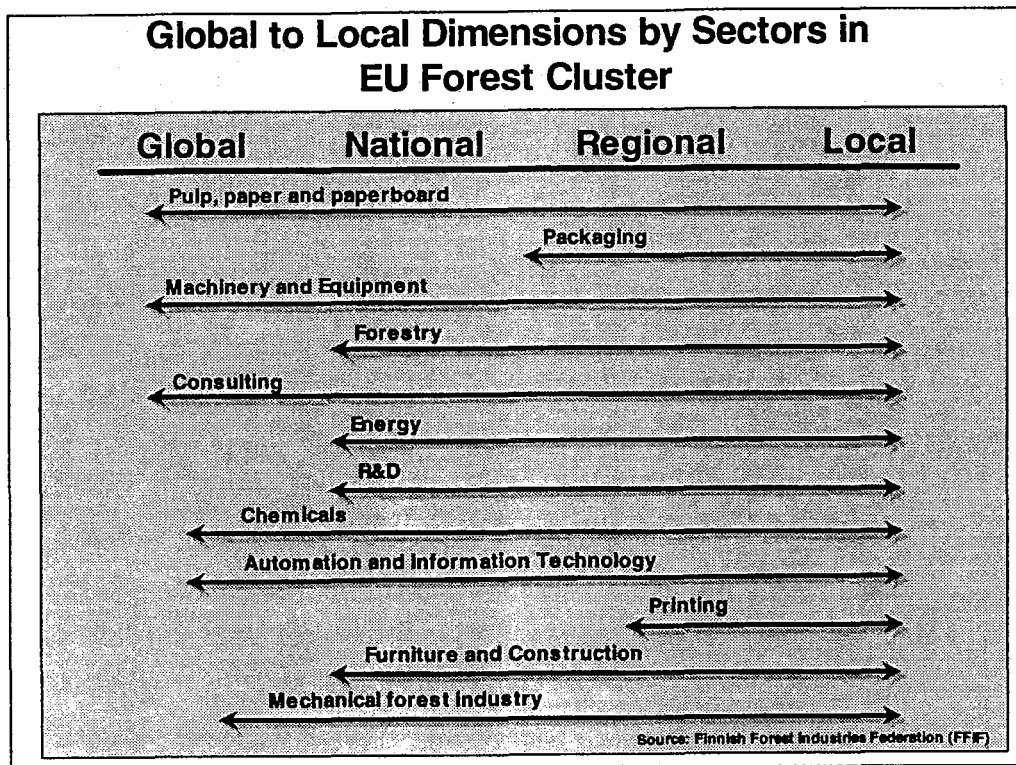 Global to Local Dimensions by Sectors in
EU Forest Cluster
Global National Regional Local
Pulp, paper and paperboard
Packaging
Machinery and Equipment
Forestry
Consulting
Energy
R&D
Chemicals
Automation and Information Technology
Printing
Furniture and Construction
Mechanical forest industry
Source: Finnish Forest Industries Federation (FFIF)